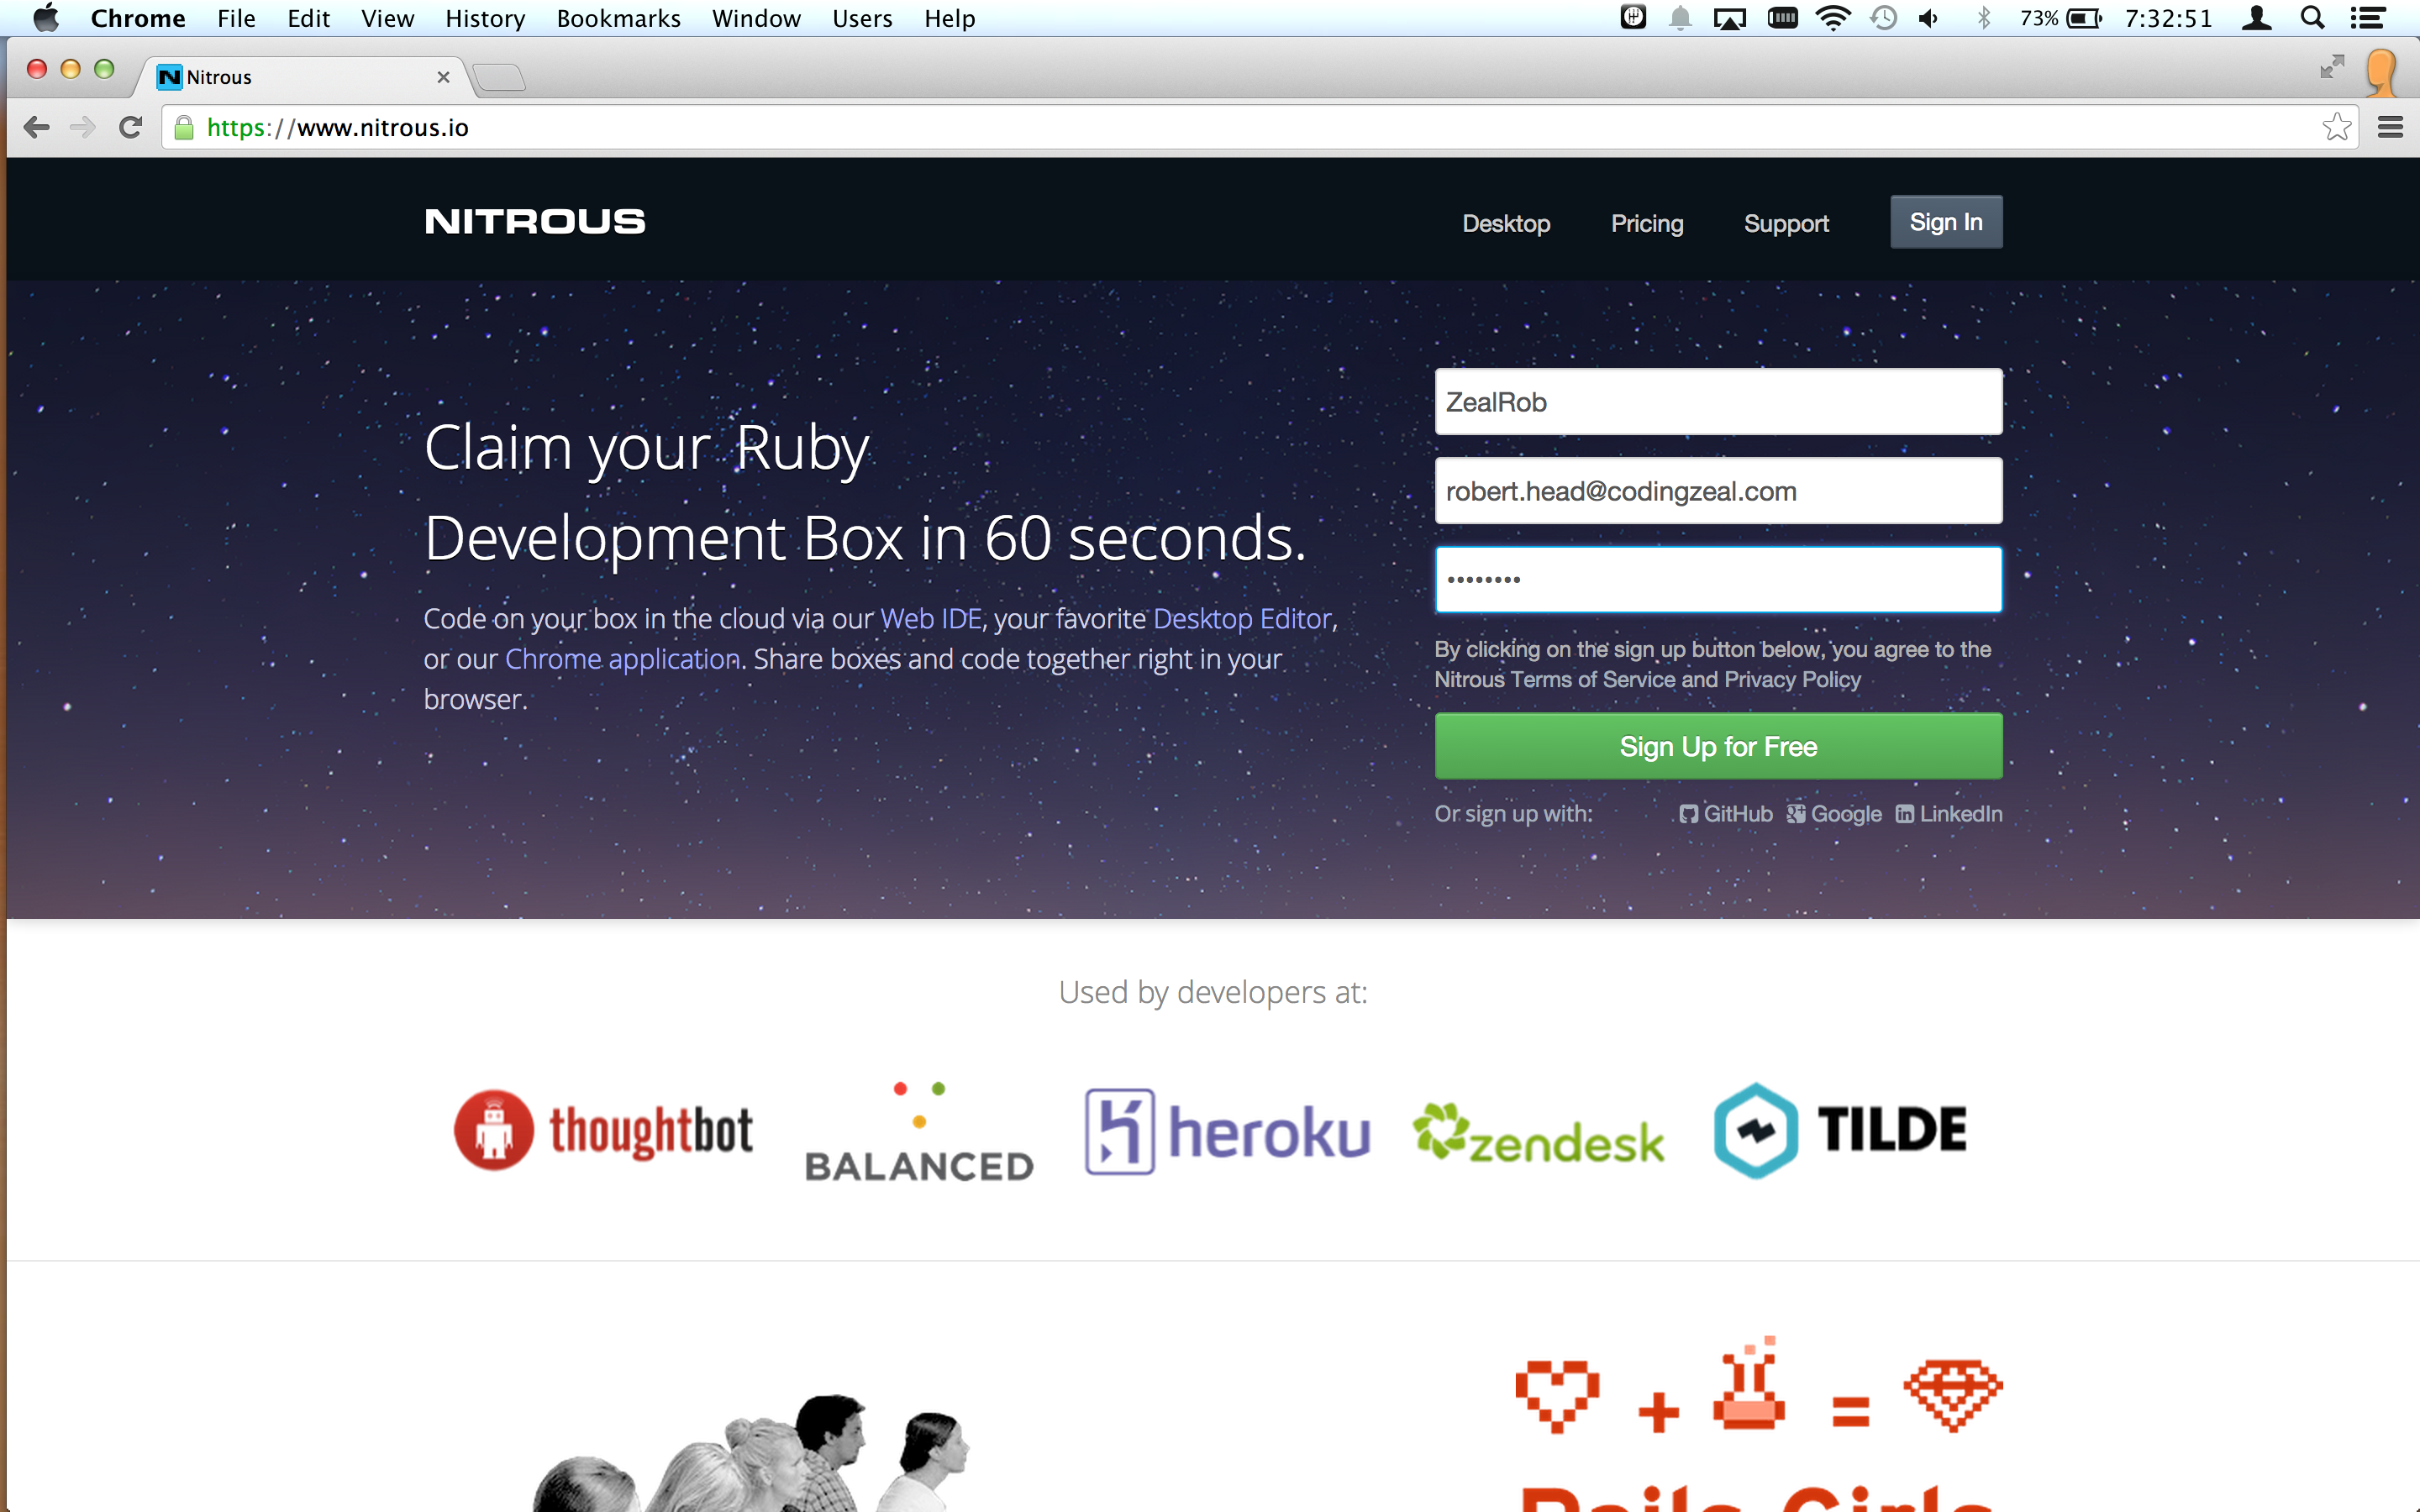 Chrome File Edit View History Bookmarks Window Users Help 73% 7:32:51
Nitrous
https://www.nitrous.io
NITROUS Desktop Pricing Support Sign In
Claim your Ruby
Development Box in 60 seconds.
Code on your box in the cloud via our Web IDE, your favorite Desktop Editor,
or our Chrome application. Share boxes and code together right in your
browser.
ZealRob
robert.head@codingzeal.com
••••••••
By clicking on the sign up button below, you agree to the
Nitrous Terms of Service and Privacy Policy
Sign Up for Free
Or sign up with: GitHub Google LinkedIn
Used by developers at:
thoughtbot BALANCED heroku zendesk TILDE
+ =
Rails Girls